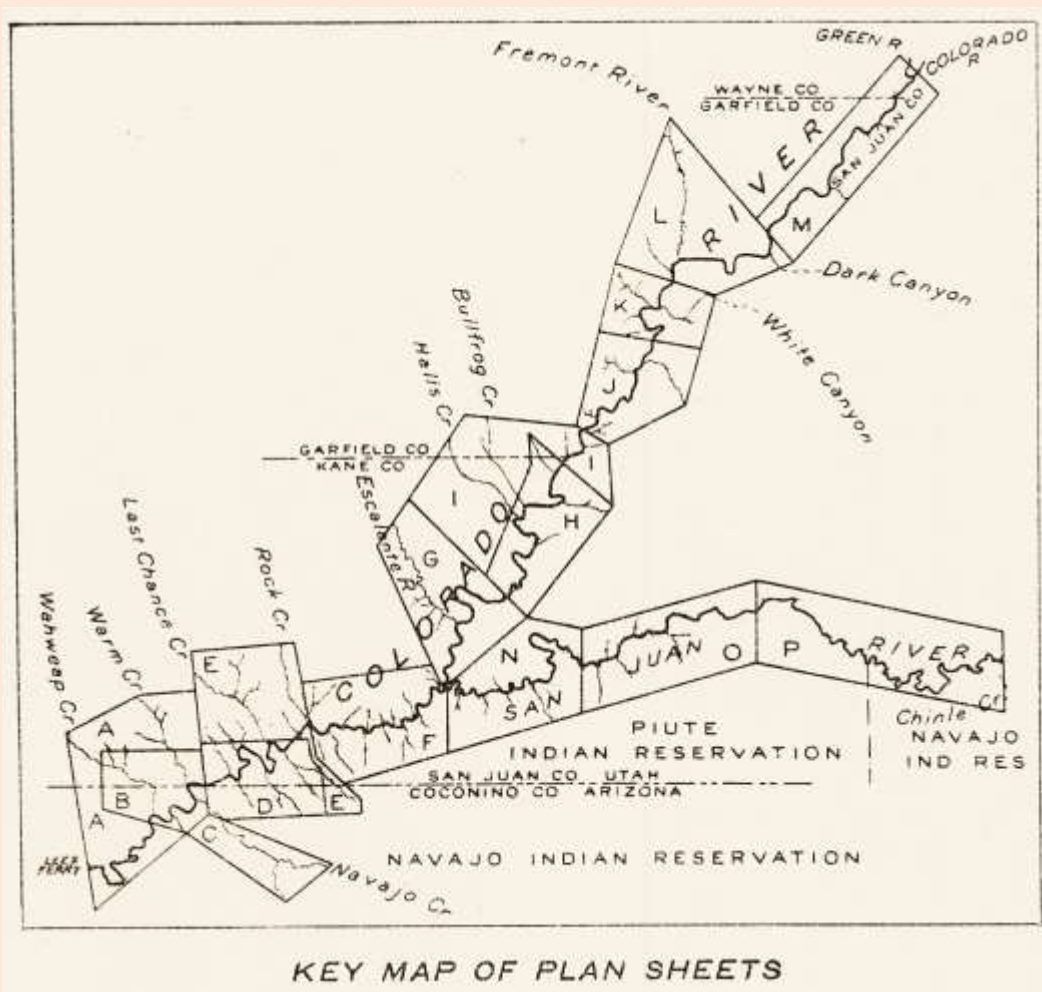 GREEN R
COLORADO
R
Fremont River
WAYNE CO
GARFIELD CO
SAN JUAN CO
COLORADO RIVER
L
M
Dark Canyon
K
White Canyon
Bullfrog Cr
Halls Cr
J
GARFIELD CO
KANE CO
I
I
H
Escalante R
G
Last Chance Cr
Rock Cr
Warm Cr
Wahweap Cr
E
C
N
SAN JUAN RIVER
O
P
A
F
PIUTE
INDIAN RESERVATION
Chinle
Cr
NAVAJO
IND RES
SAN JUAN CO UTAH
COCONINO CO ARIZONA
B
D
E
A
C
LEES
FERRY
NAVAJO INDIAN RESERVATION
Navajo Cr
KEY MAP OF PLAN SHEETS